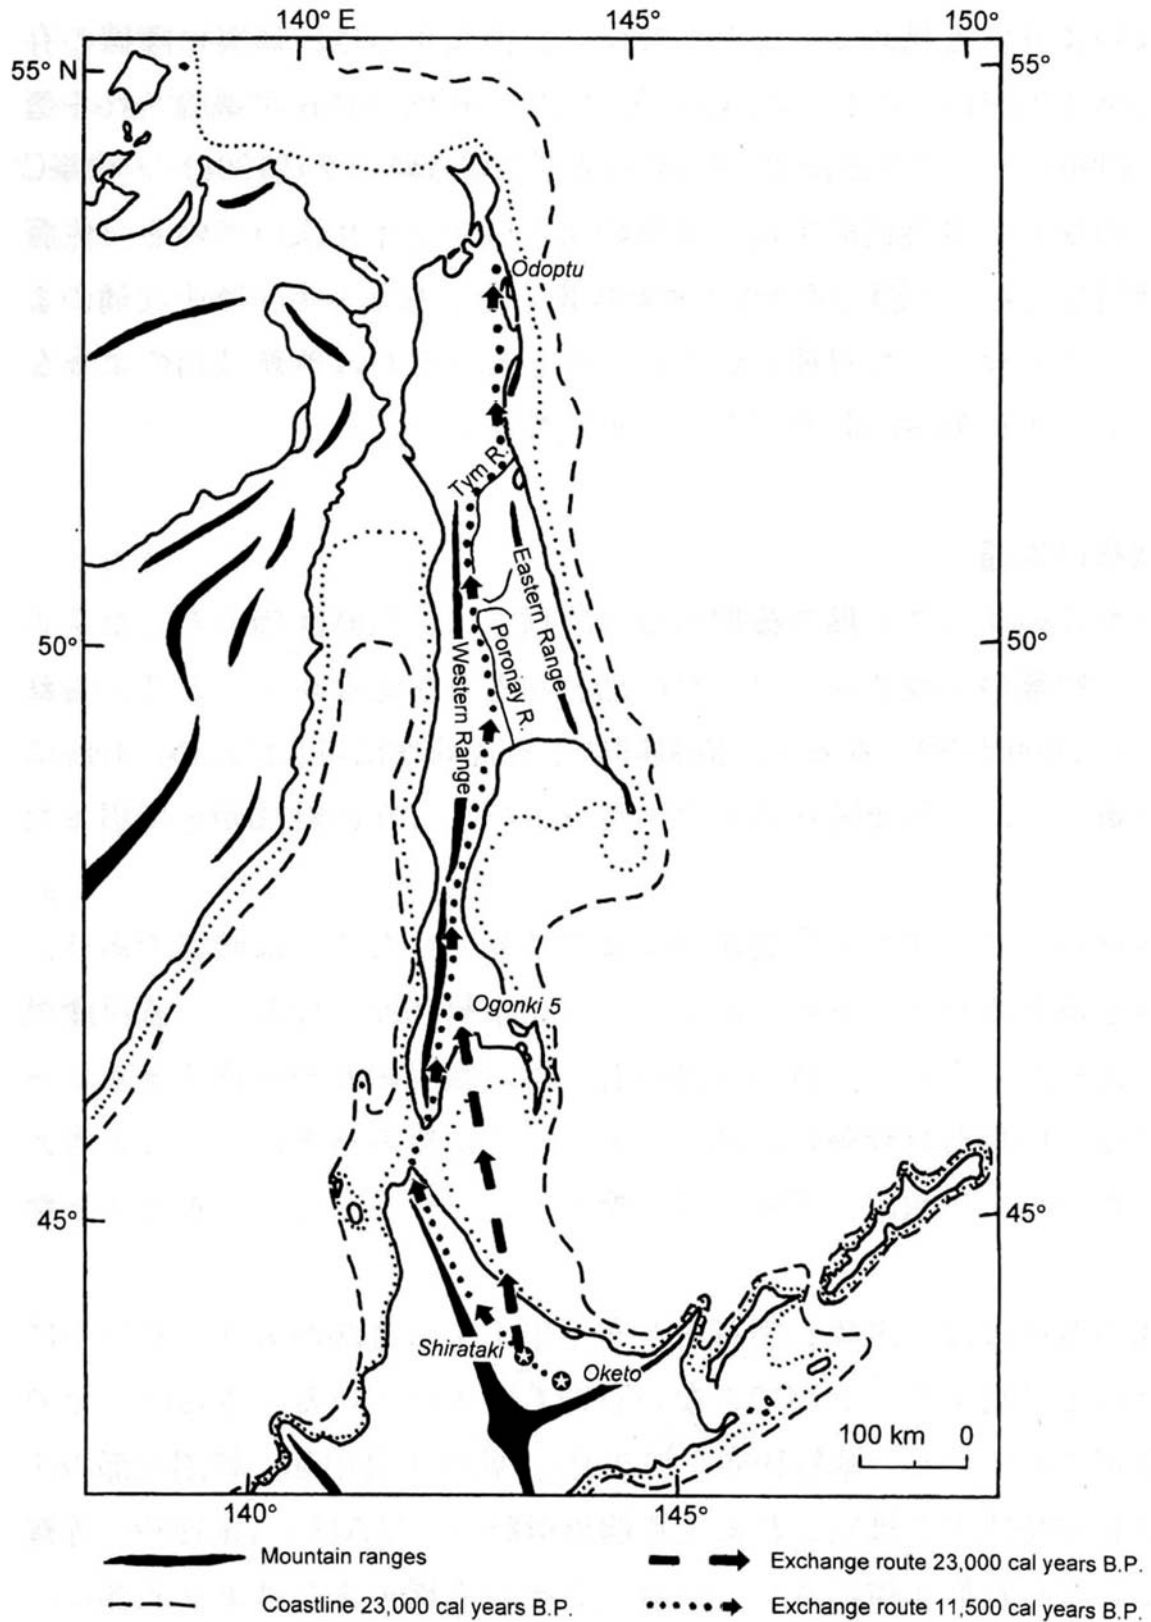 140° E 145° 150°
55° N 55°
Odoptu
Tym R.
Eastern Range
50° 50°
Western Range
Poronay R.
Ogonki 5
45° 45°
Shirataki
Oketo
100 km 0
140° 145°
Mountain ranges
Exchange route 23,000 cal years B.P.
Coastline 23,000 cal years B.P.
Exchange route 11,500 cal years B.P.